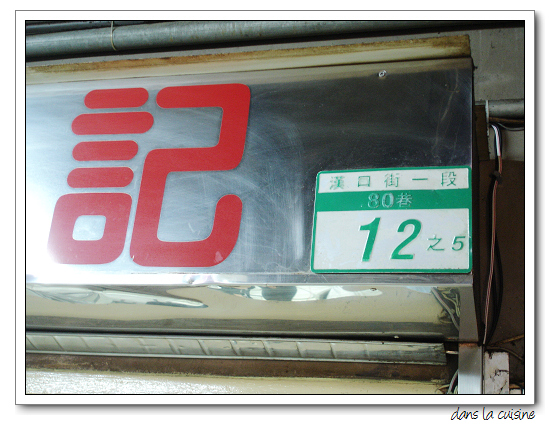 記
漢口街一段
80巷
12之5
dans la cuisine